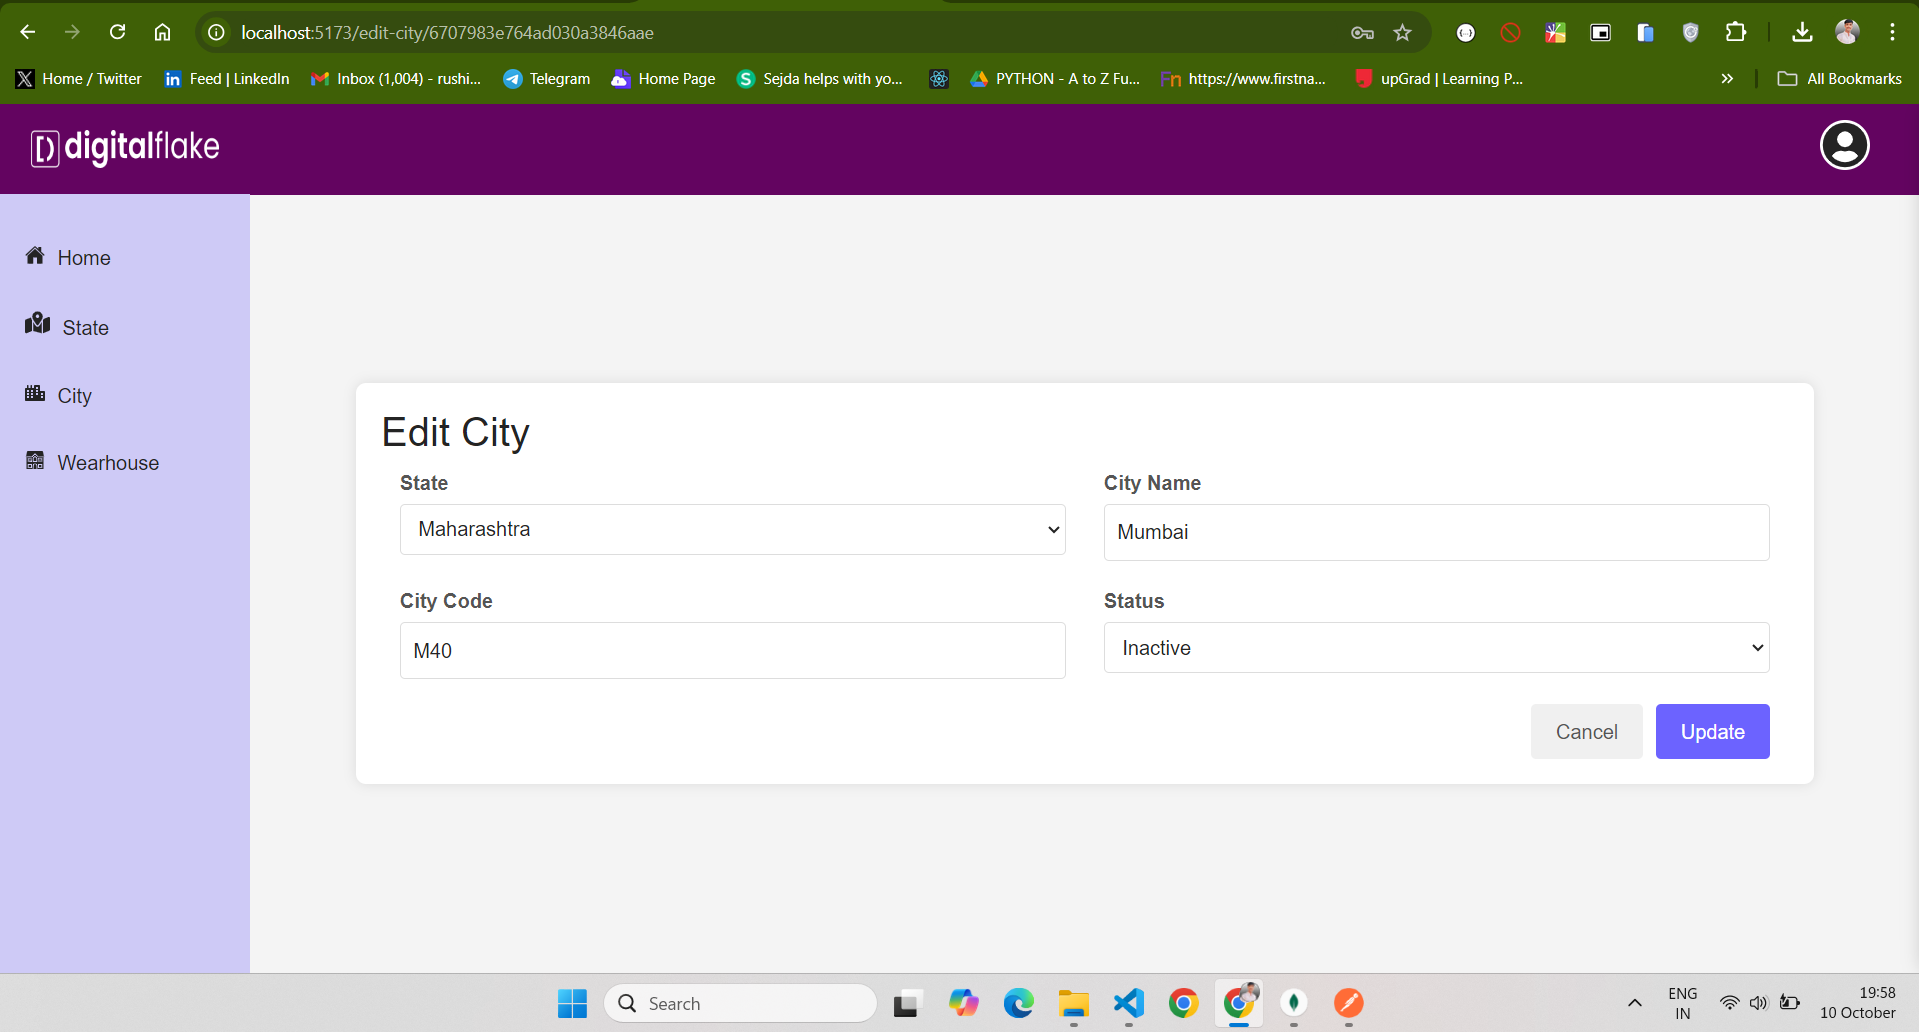 localhost:5173/edit-city/6707983e764ad030a3846aae
Home / Twitter
Feed | LinkedIn
Inbox (1,004) - rushi...
Telegram
Home Page
Sejda helps with yo...
PYTHON - A to Z Fu...
https://www.firstna...
upGrad | Learning P...
All Bookmarks
digitalflake
Home
State
City
Wearhouse
Edit City
State
City Name
Maharashtra
Mumbai
City Code
Status
M40
Inactive
Cancel
Update
Search
ENG
IN
19:58
10 October